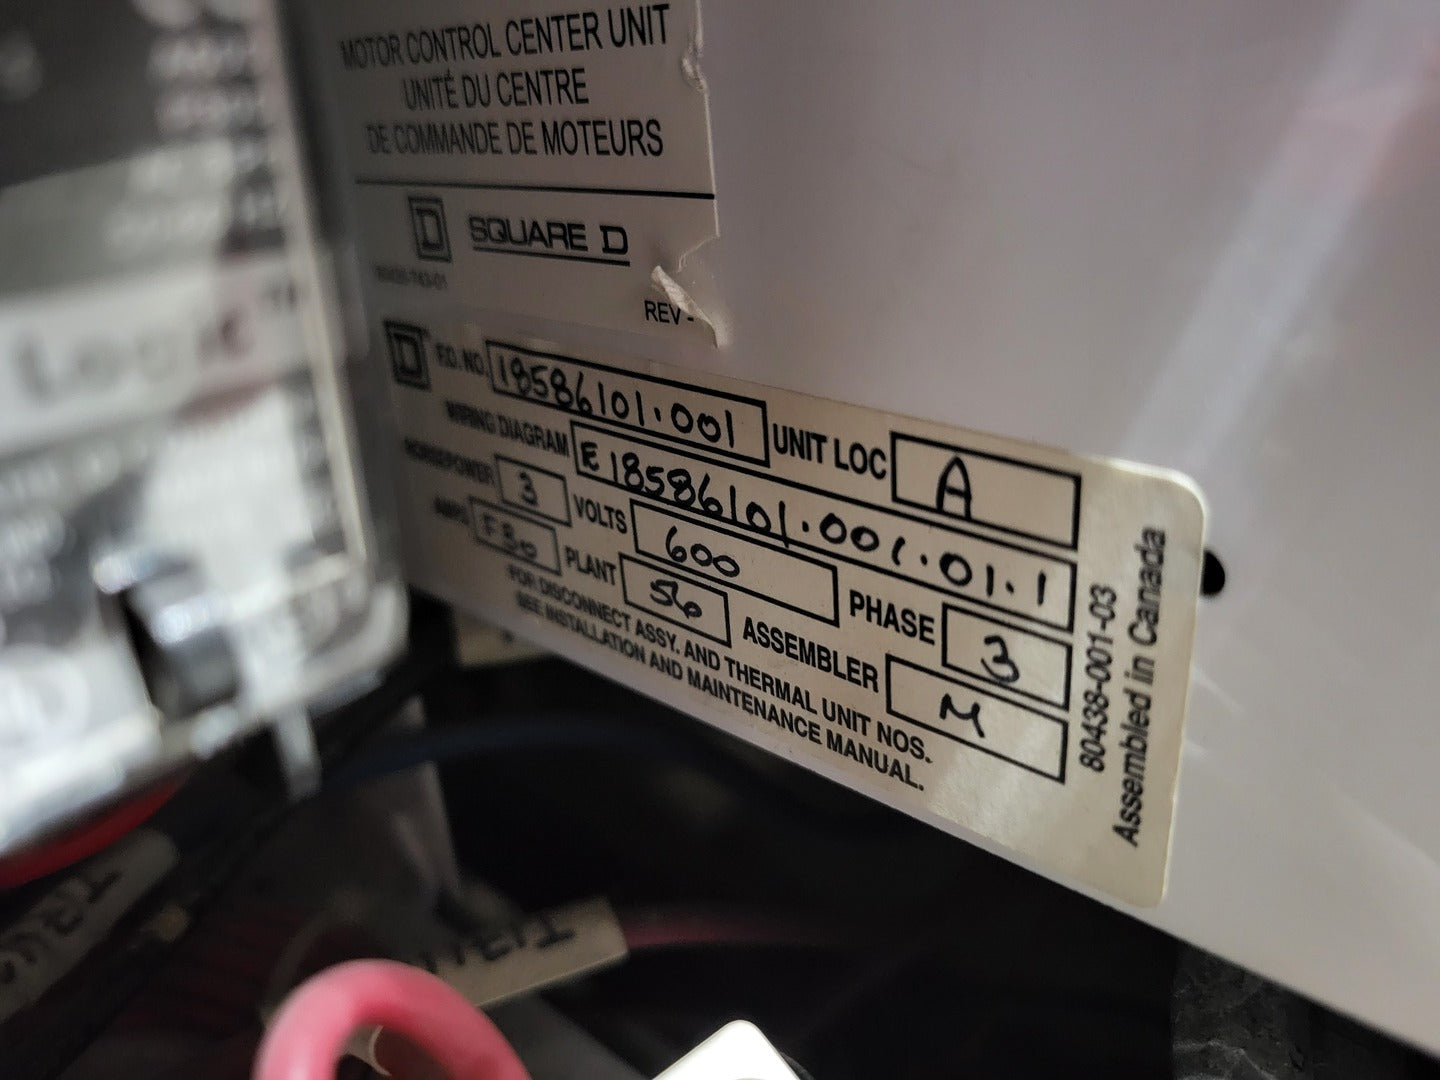 MOTOR CONTROL CENTER UNIT
UNITÉ DU CENTRE
DE COMMANDE DE MOTEURS
D SQUARE D
REV -
D F.O. NO. 18586101.001 UNIT LOC A
WIRING DIAGRAM E18586101.001.01.1
HORSEPOWER 3 VOLTS 600 PHASE 3
AMPS PLANT 56 ASSEMBLER M
FOR DISCONNECT ASSY. AND THERMAL UNIT NOS.
SEE INSTALLATION AND MAINTENANCE MANUAL.
80438-001-03
Assembled in Canada
Logic